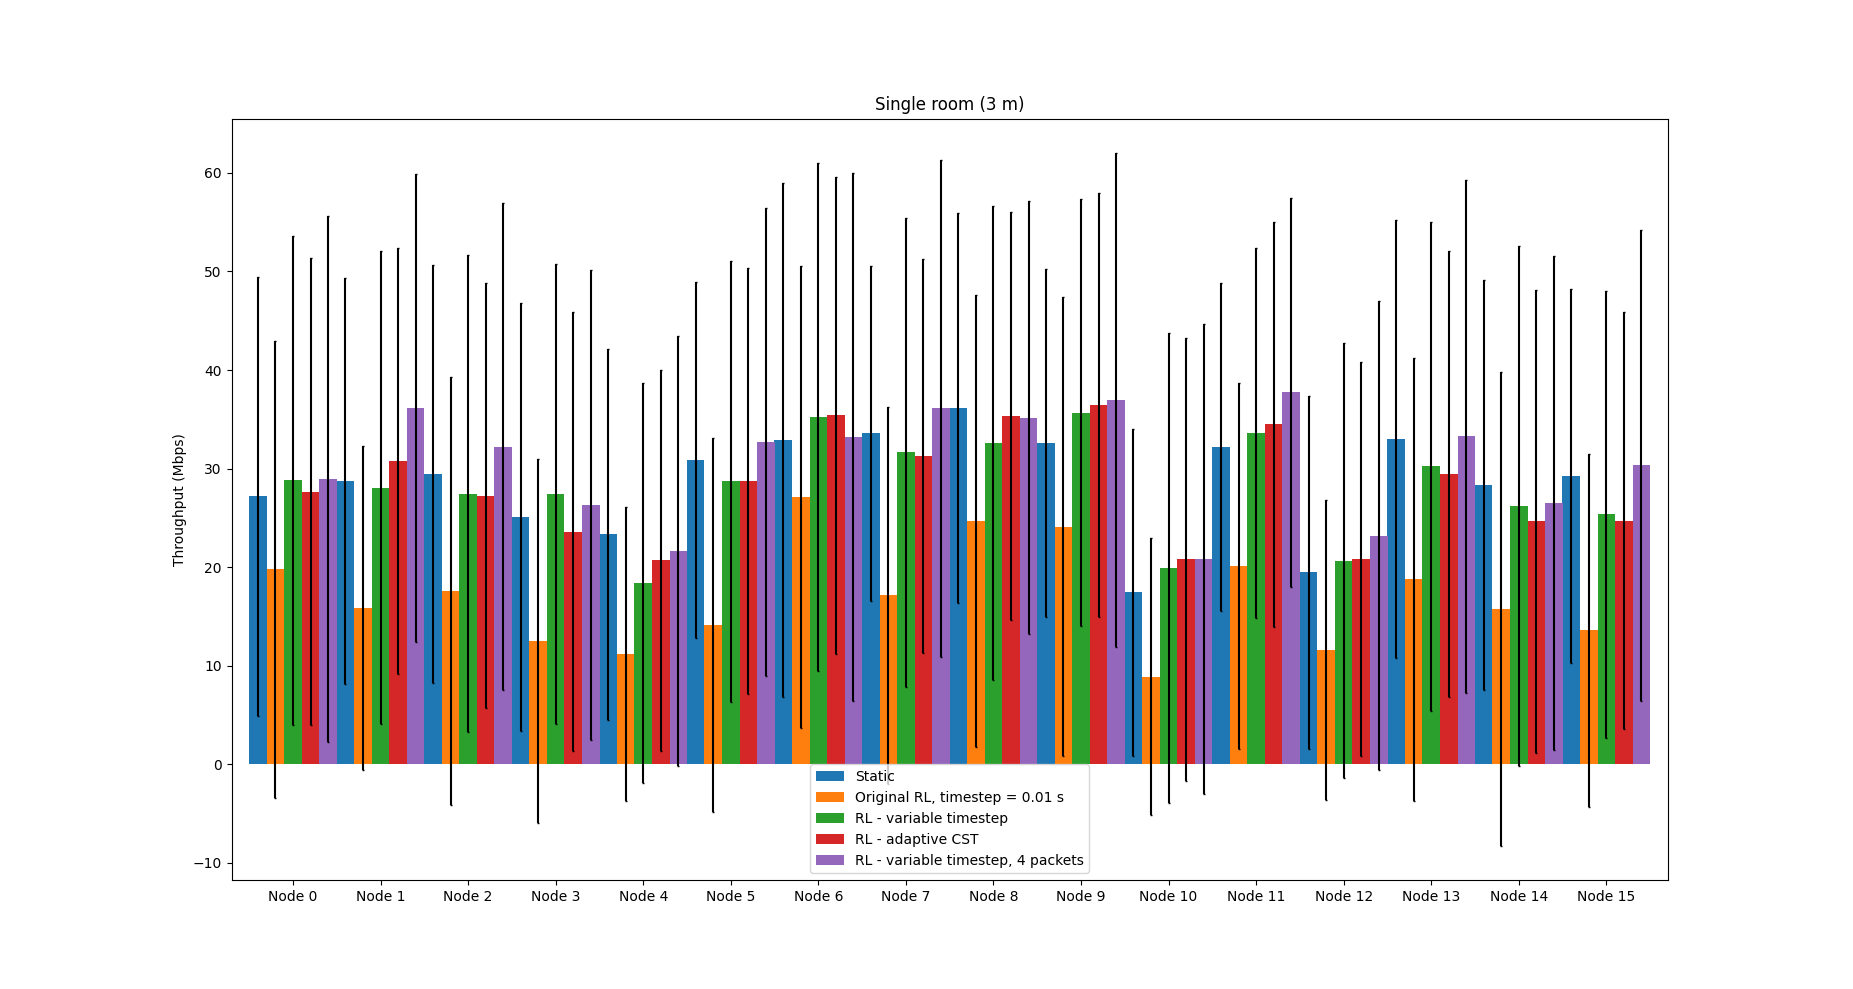 Single room (3 m)
Throughput (Mbps)
60
50
40
30
20
10
0
−10
Static
Original RL, timestep = 0.01 s
RL - variable timestep
RL - adaptive CST
RL - variable timestep, 4 packets
Node 0 Node 1 Node 2 Node 3 Node 4 Node 5 Node 6 Node 7 Node 8 Node 9 Node 10 Node 11 Node 12 Node 13 Node 14 Node 15